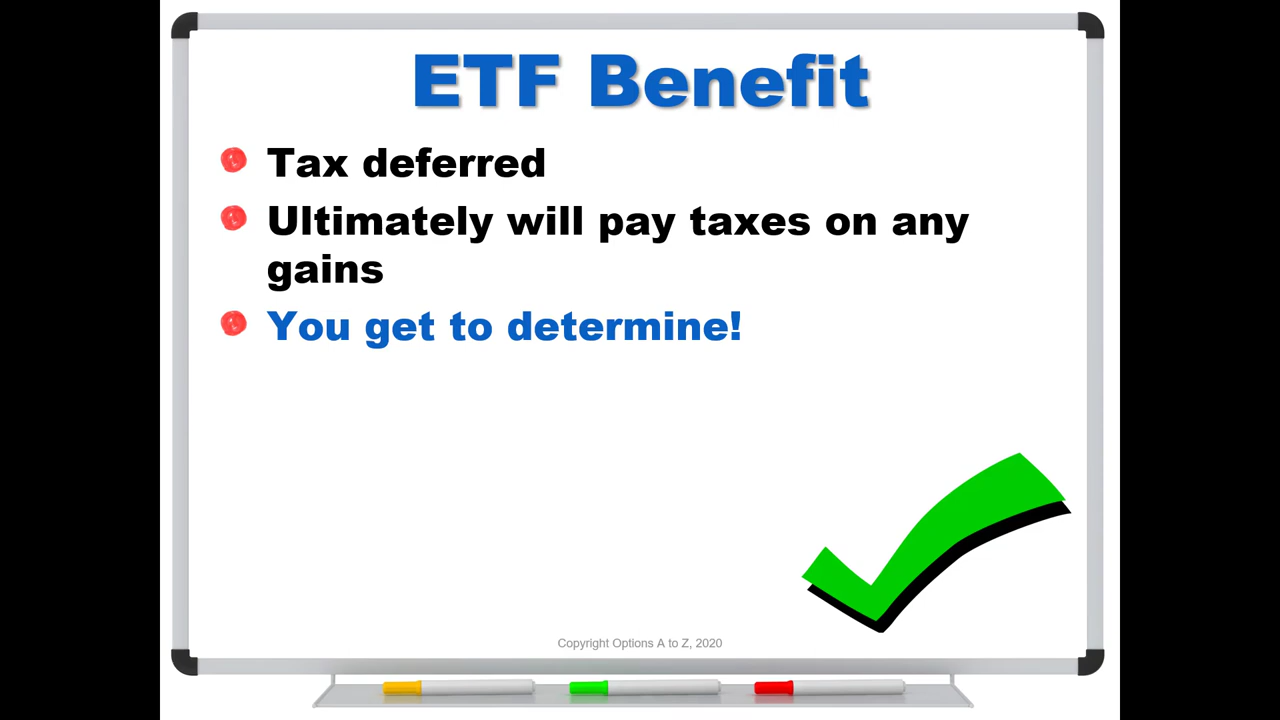 ETF Benefit
Tax deferred
Ultimately will pay taxes on any
gains
You get to determine!
Copyright Options A to Z, 2020